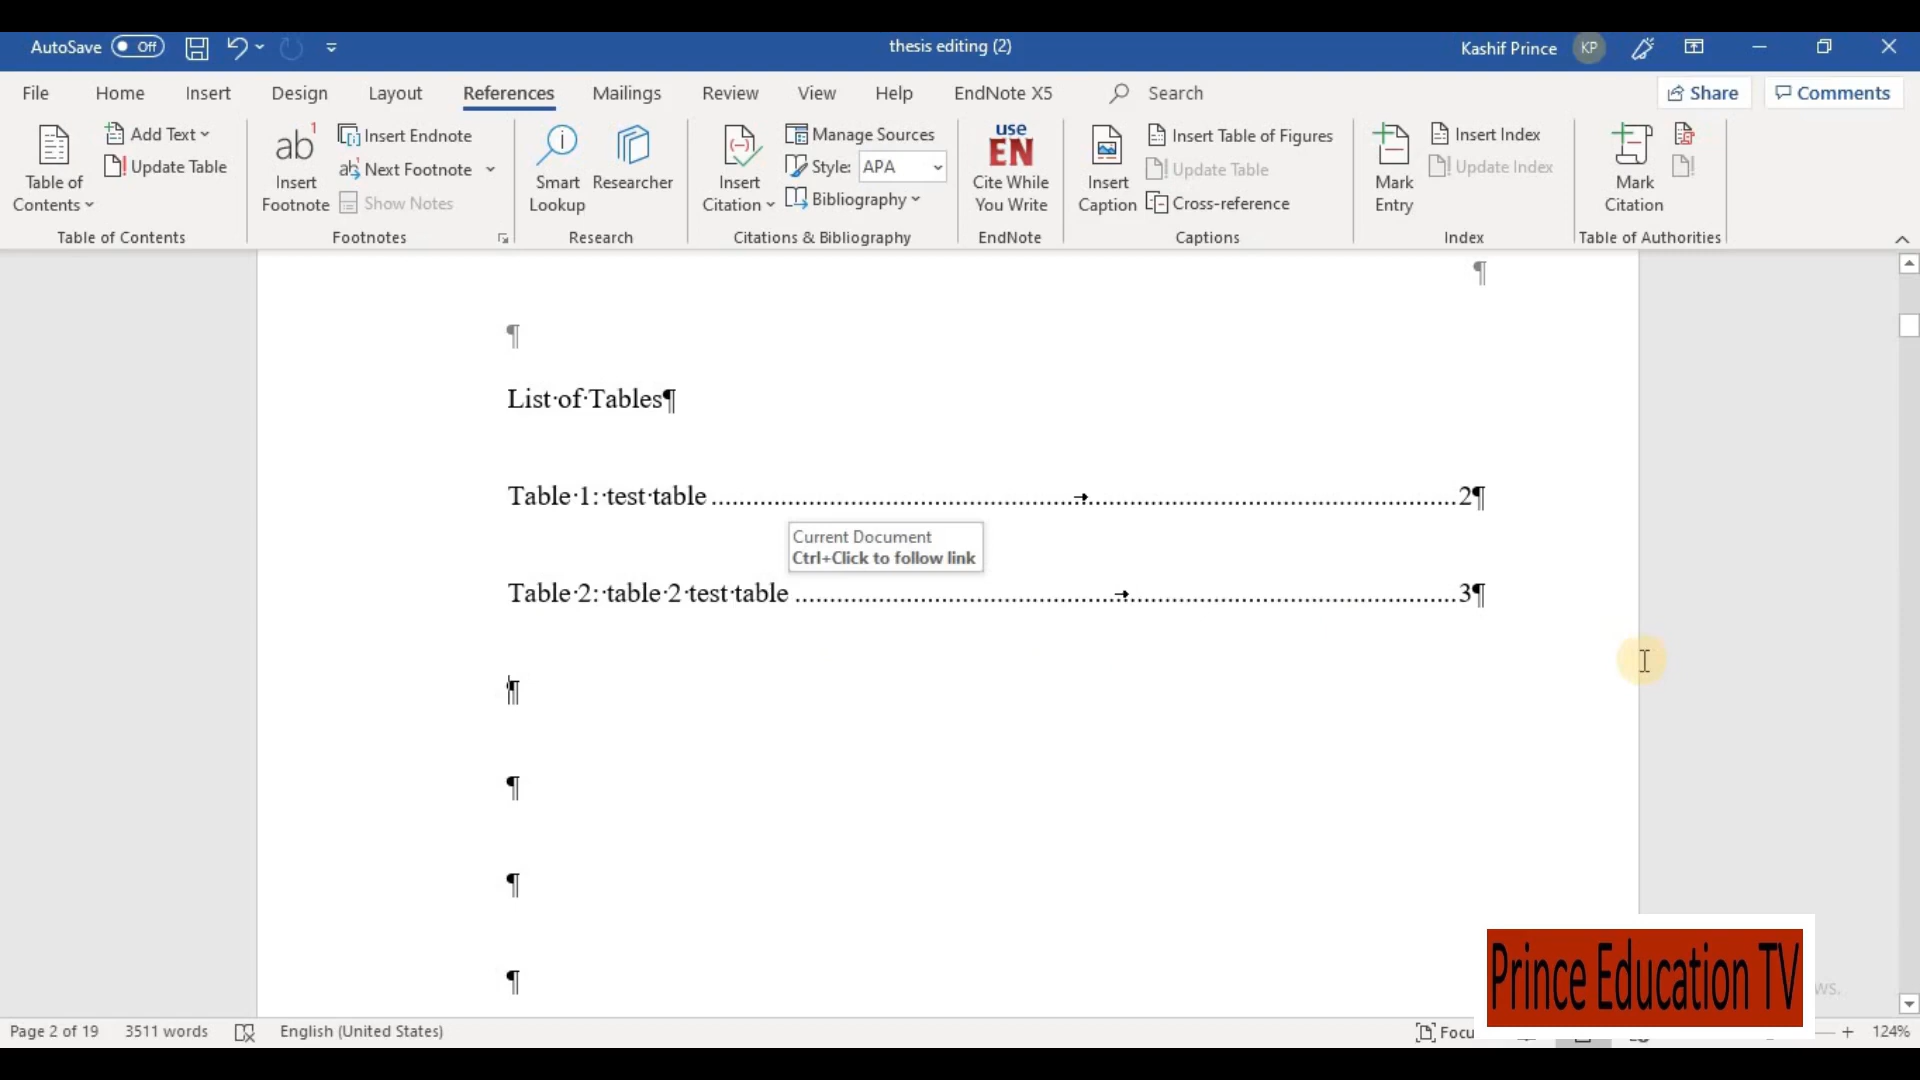 AutoSave Off
thesis editing (2)
Kashif Prince KP
File Home Insert Design Layout References Mailings Review View Help EndNote X5 Search Share Comments
Table of Contents
Add Text
Update Table
Table of Contents
ab 1
Insert Footnote
Insert Endnote
ab 1 Next Footnote
Show Notes
Footnotes
Smart Lookup
Researcher
Research
Insert Citation
Manage Sources
Style: APA
Bibliography
Citations & Bibliography
use
EN
Cite While You Write
EndNote
Insert Caption
Insert Table of Figures
Update Table
Cross-reference
Captions
Mark Entry
Insert Index
Update Index
Index
Mark Citation
Table of Authorities
¶
¶
List·of·Tables¶
Table·1:·test·table ........ → ........ 2¶
Current Document
Ctrl+Click to follow link
Table·2:·table·2·test·table ........ → ........ 3¶
¶
¶
¶
¶
Prince Education TV
ws.
Page 2 of 19 3511 words English (United States) Focu 124%